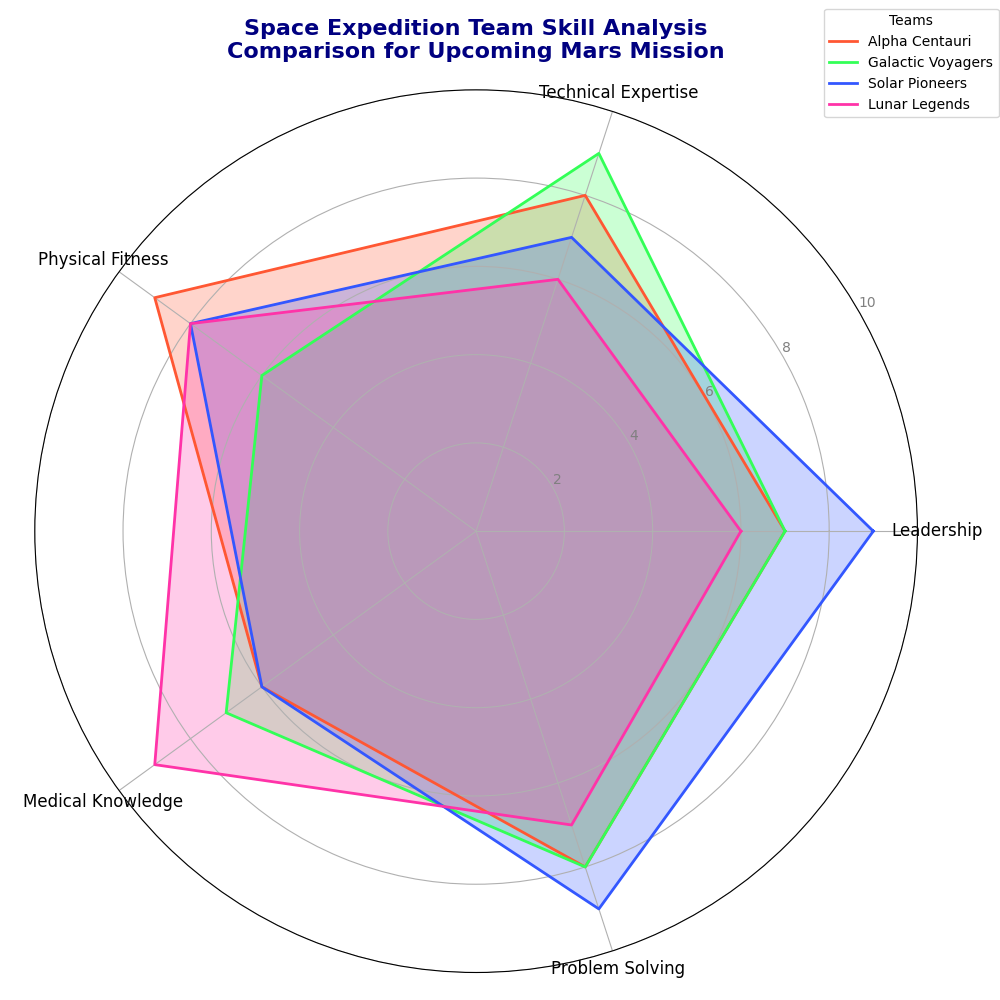 Space Expedition Team Skill Analysis
Comparison for Upcoming Mars Mission
Teams
Alpha Centauri
Galactic Voyagers
Solar Pioneers
Lunar Legends
Technical Expertise
Physical Fitness
10
8
6
4
2
Leadership
Medical Knowledge
Problem Solving